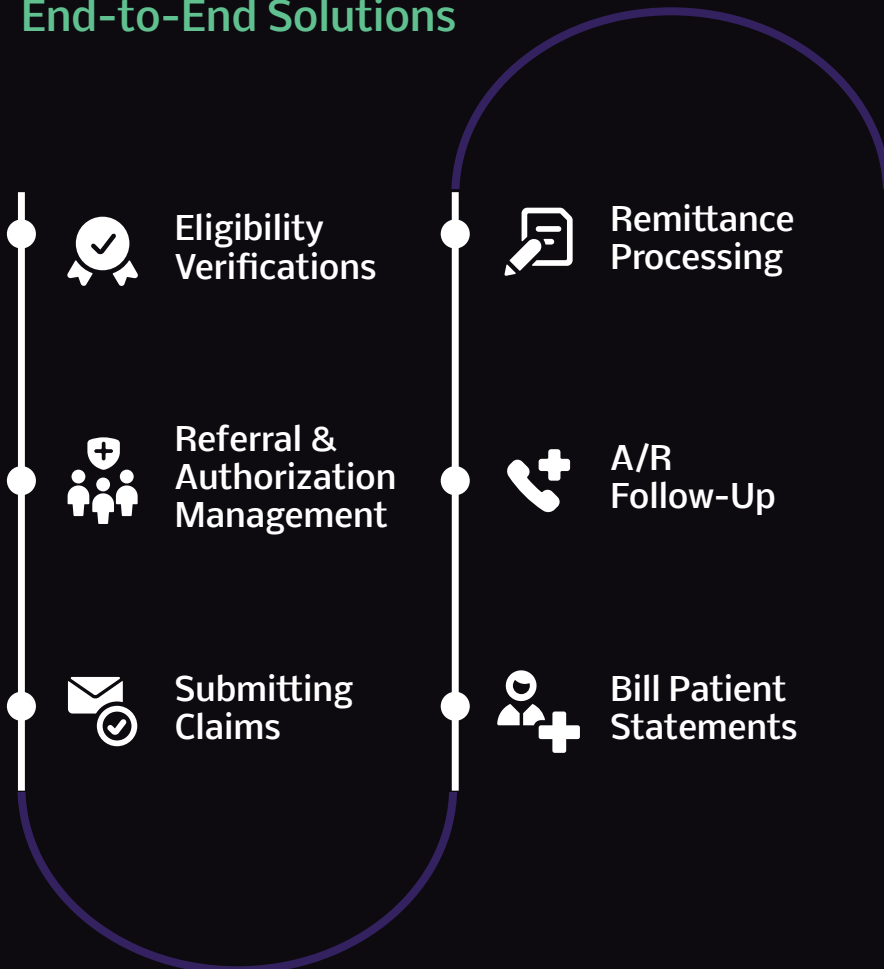 End-to-End Solutions
Eligibility
Verifications
Referral &
Authorization
Management
Submitting
Claims
Remittance
Processing
A/R
Follow-Up
Bill Patient
Statements